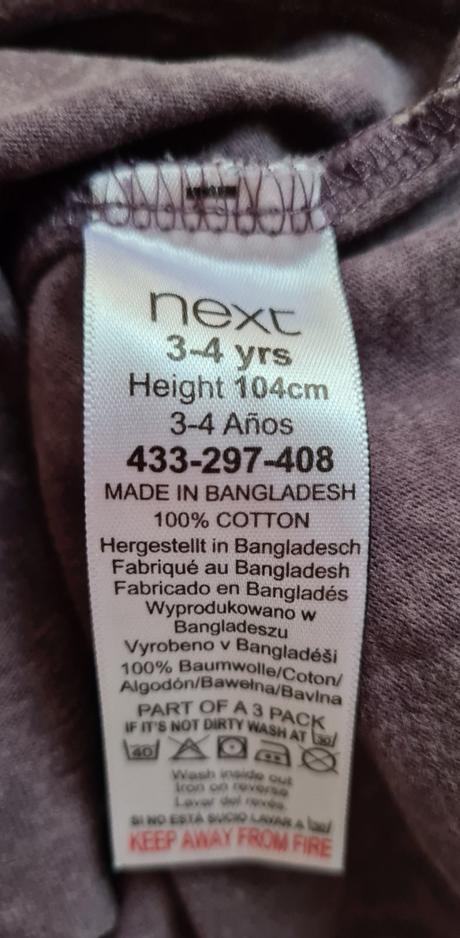 next
3-4 yrs
Height 104cm
3-4 Años
433-297-408
MADE IN BANGLADESH
100% COTTON
Hergestellt in Bangladesch
Fabriqué au Bangladesh
Fabricado en Bangladés
Wyprodukowano w
Bangladeszu
Vyrobeno v Bangladéši
100% Baumwolle/Coton/
Algodón/Bawełna/Bavlna
PART OF A 3 PACK
IF IT'S NOT DIRTY WASH AT 30
40
Wash inside out
Iron on reverse
Lavar del revés.
SI NO ESTÁ SUCIO LAVAR A
KEEP AWAY FROM FIRE